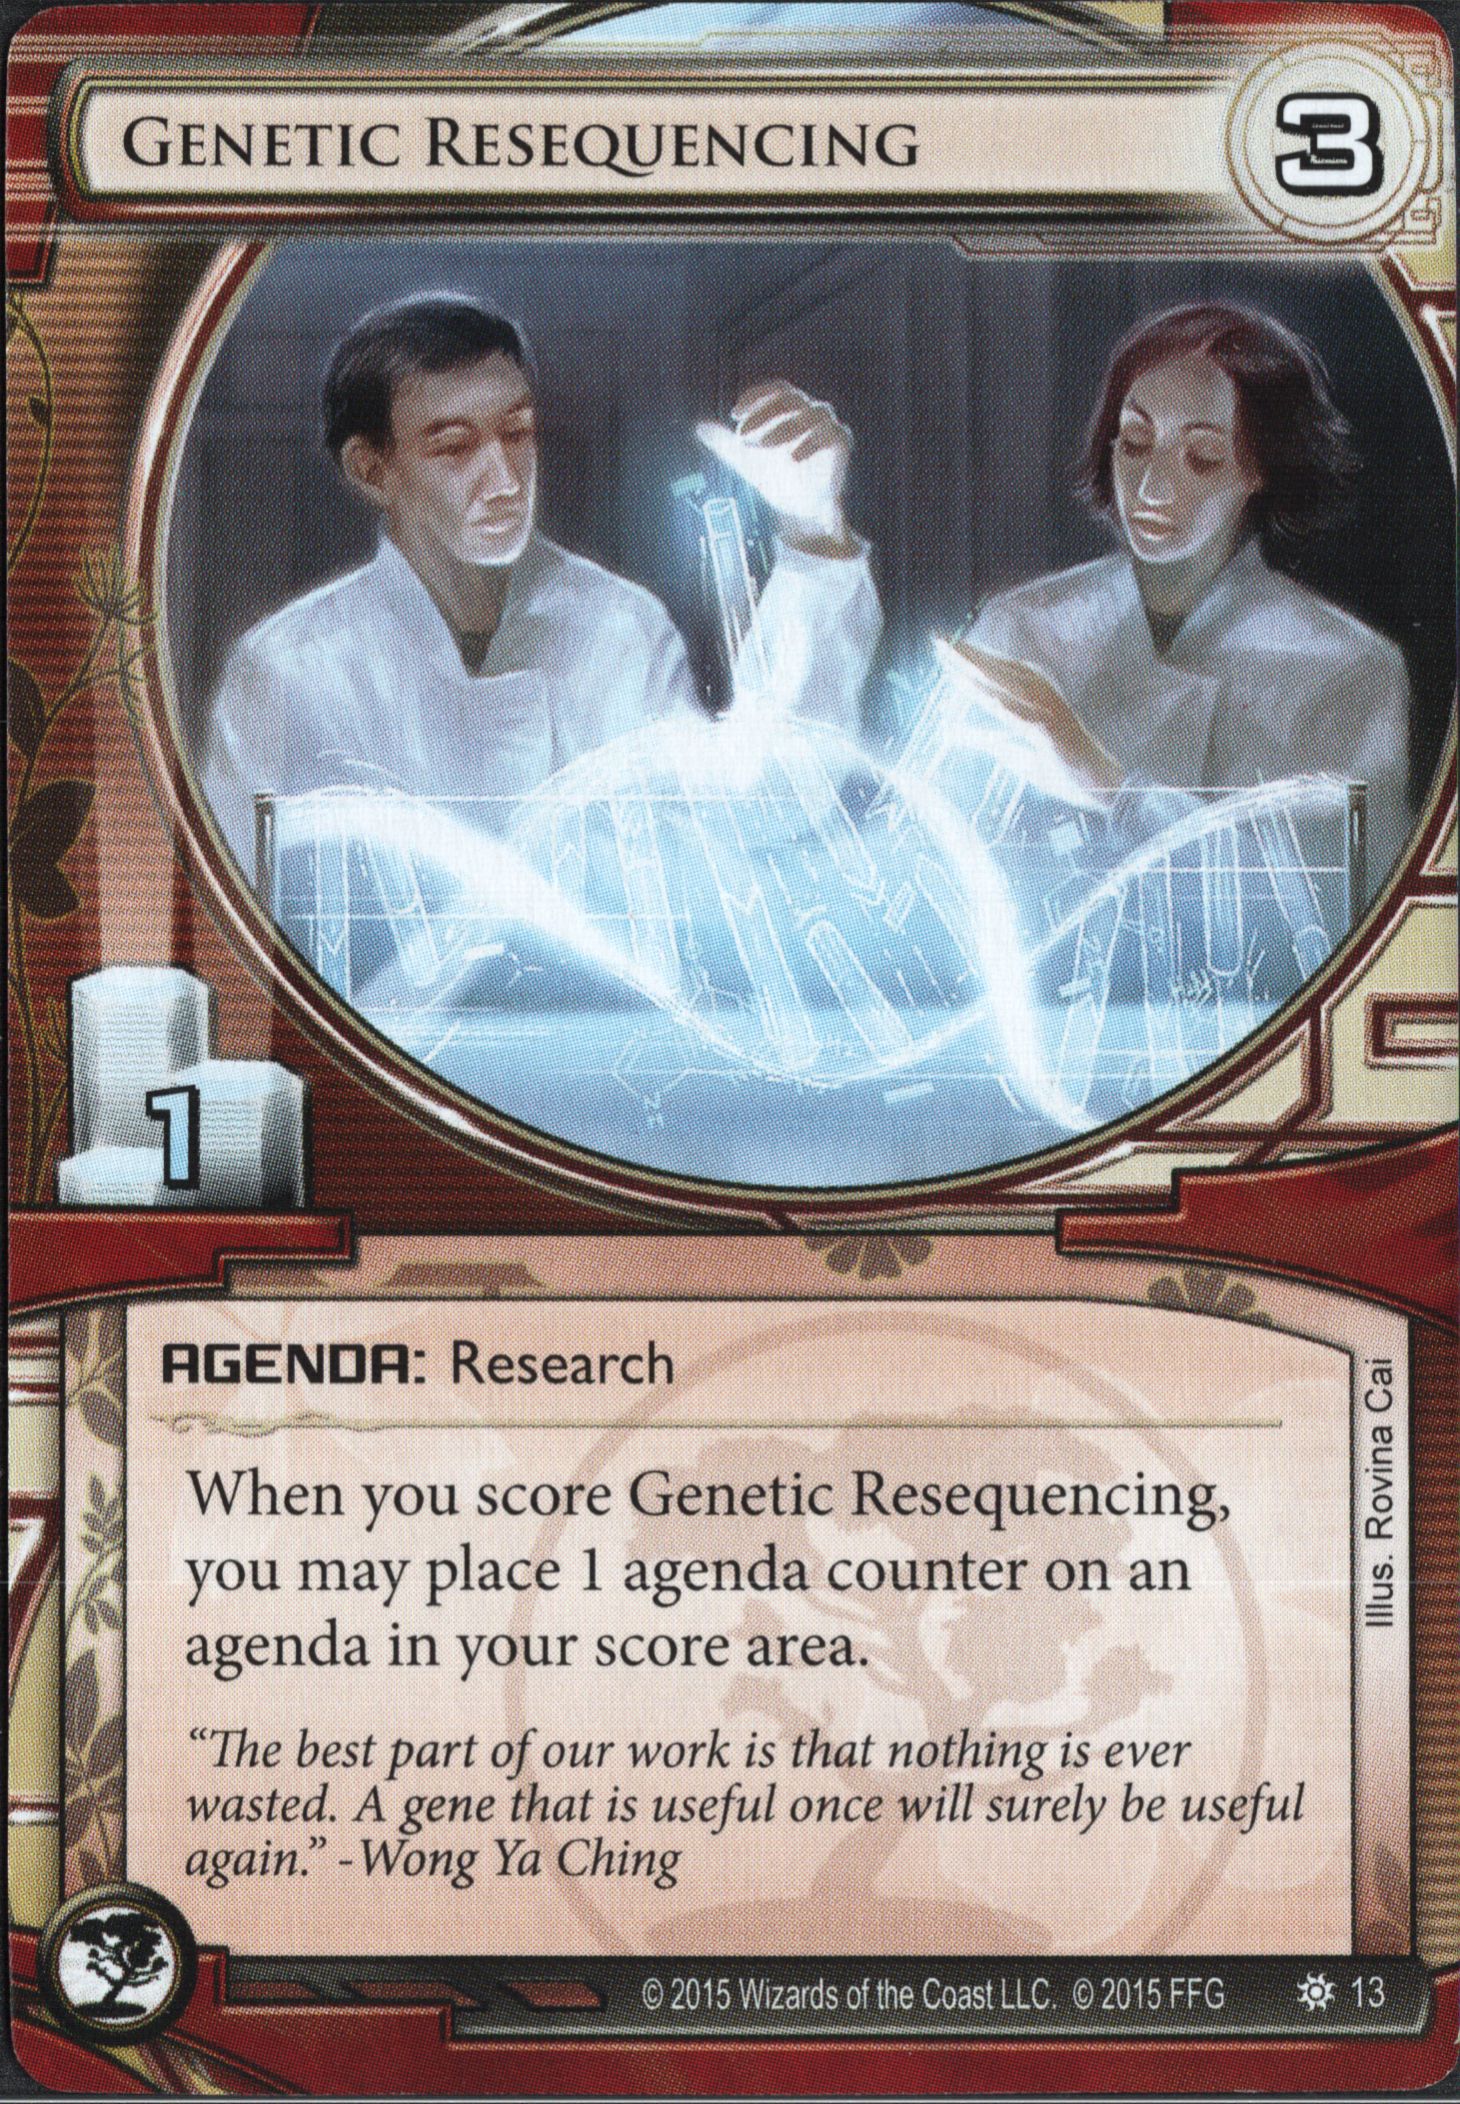 GENETIC RESEQUENCING
3
1
AGENDA: Research
When you score Genetic Resequencing,
you may place 1 agenda counter on an
agenda in your score area.
“The best part of our work is that nothing is ever
wasted. A gene that is useful once will surely be useful
again.” -Wong Ya Ching
Illus. Rovina Cai
© 2015 Wizards of the Coast LLC. © 2015 FFG
13